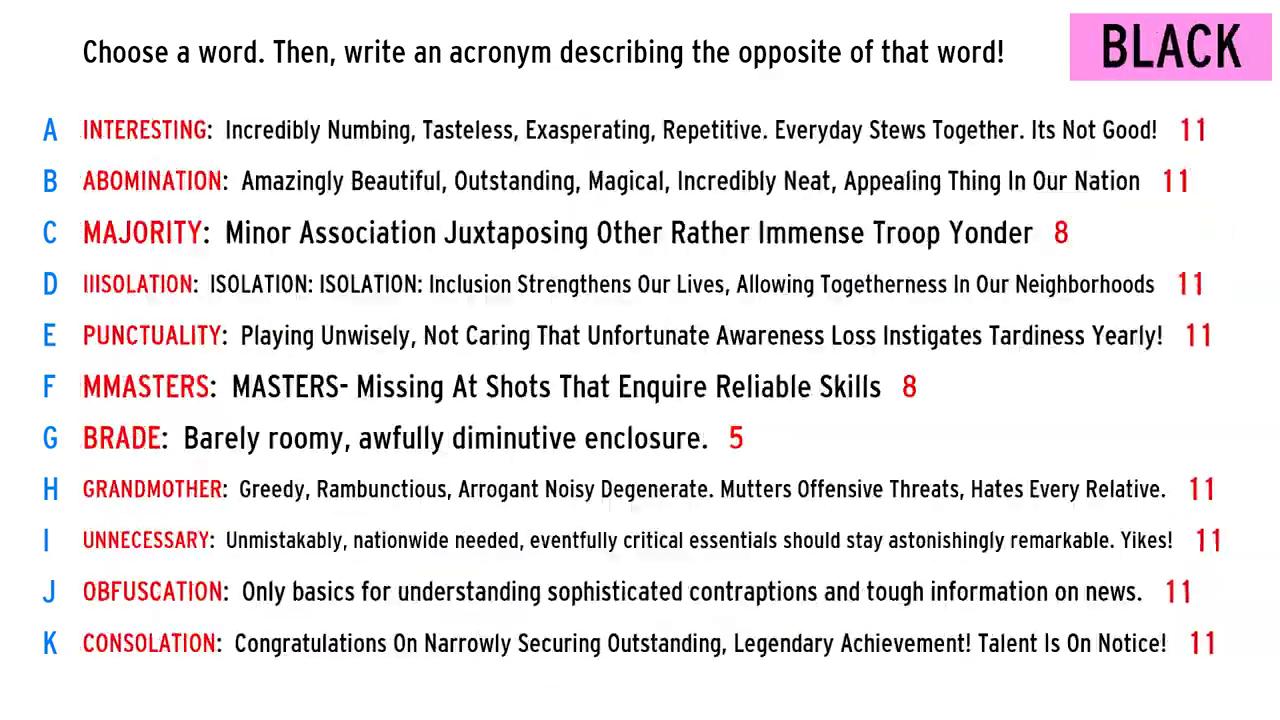 Choose a word. Then, write an acronym describing the opposite of that word!
BLACK
A INTERESTING: Incredibly Numbing, Tasteless, Exasperating, Repetitive. Everyday Stews Together. Its Not Good! 11
B ABOMINATION: Amazingly Beautiful, Outstanding, Magical, Incredibly Neat, Appealing Thing In Our Nation 11
C MAJORITY: Minor Association Juxtaposing Other Rather Immense Troop Yonder 8
D IIISOLATION: ISOLATION: ISOLATION: Inclusion Strengthens Our Lives, Allowing Togetherness In Our Neighborhoods 11
E PUNCTUALITY: Playing Unwisely, Not Caring That Unfortunate Awareness Loss Instigates Tardiness Yearly! 11
F MMASTERS: MASTERS- Missing At Shots That Enquire Reliable Skills 8
G BRADE: Barely roomy, awfully diminutive enclosure. 5
H GRANDMOTHER: Greedy, Rambunctious, Arrogant Noisy Degenerate. Mutters Offensive Threats, Hates Every Relative. 11
I UNNECESSARY: Unmistakably, nationwide needed, eventfully critical essentials should stay astonishingly remarkable. Yikes! 11
J OBFUSCATION: Only basics for understanding sophisticated contraptions and tough information on news. 11
K CONSOLATION: Congratulations On Narrowly Securing Outstanding, Legendary Achievement! Talent Is On Notice! 11